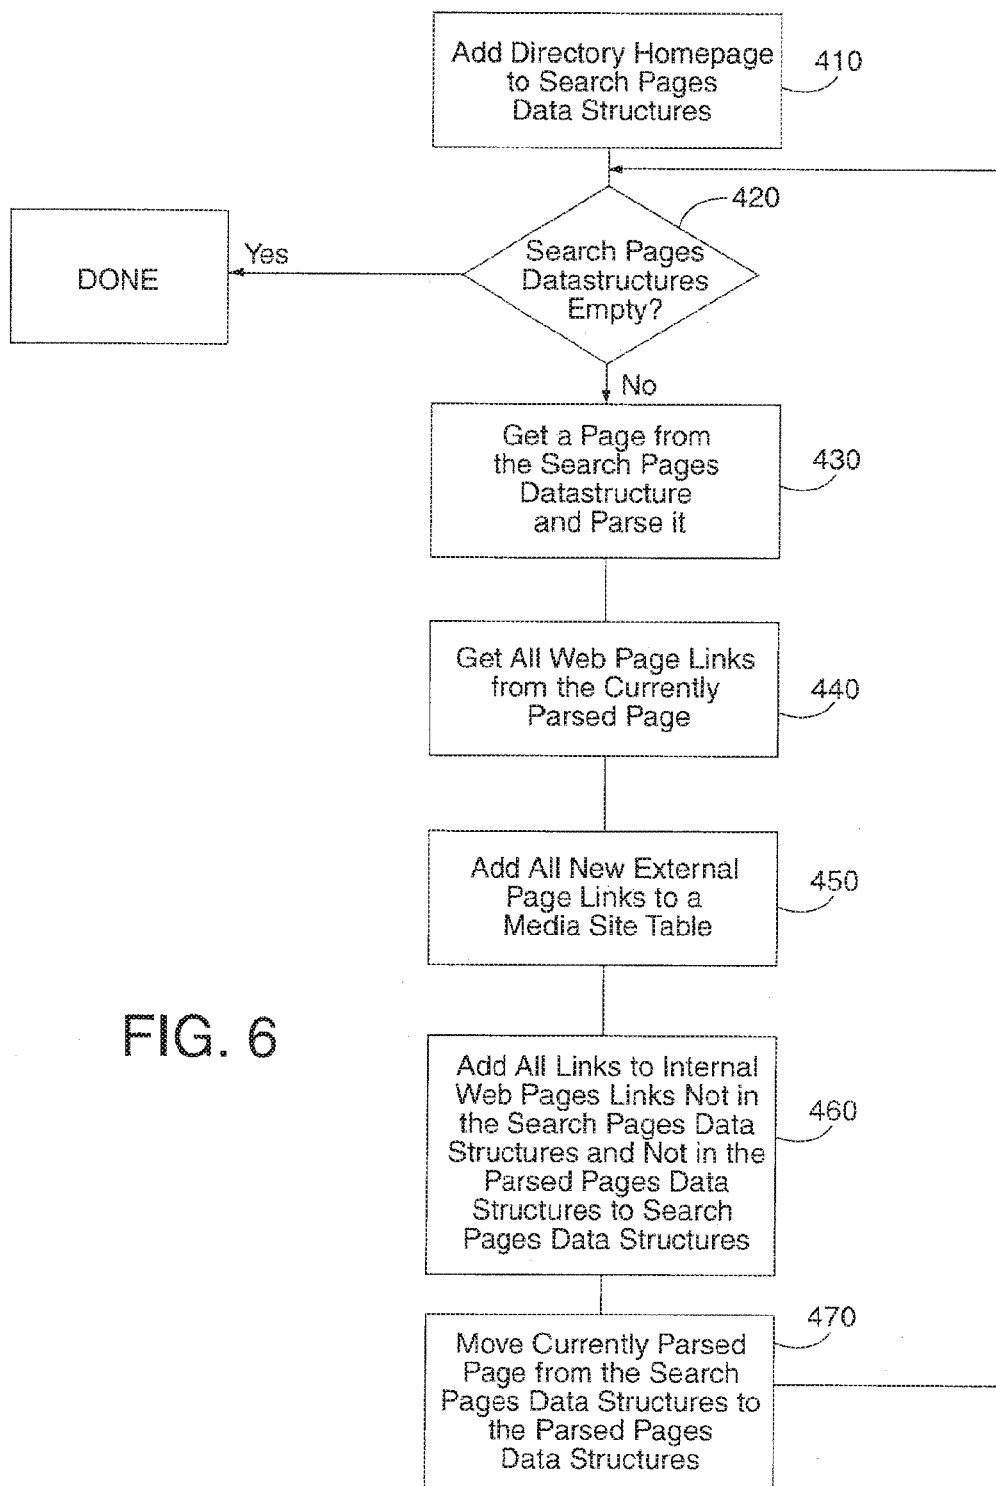 Add Directory Homepage
to Search Pages
Data Structures
410
420
Search Pages
Datastructures
Empty?
Yes
DONE
No
Get a Page from
the Search Pages
Datastructure
and Parse it
430
Get All Web Page Links
from the Currently
Parsed Page
440
Add All New External
Page Links to a
Media Site Table
450
FIG. 6
Add All Links to Internal
Web Pages Links Not in
the Search Pages Data
Structures and Not in the
Parsed Pages Data
Structures to Search
Pages Data Structures
460
470
Move Currently Parsed
Page from the Search
Pages Data Structures to
the Parsed Pages
Data Structures